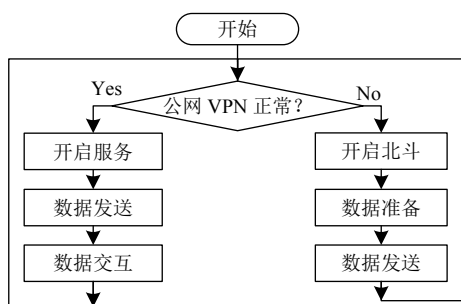 开始
公网 VPN 正常？
Yes
No
开启服务
开启北斗
数据发送
数据准备
数据交互
数据发送